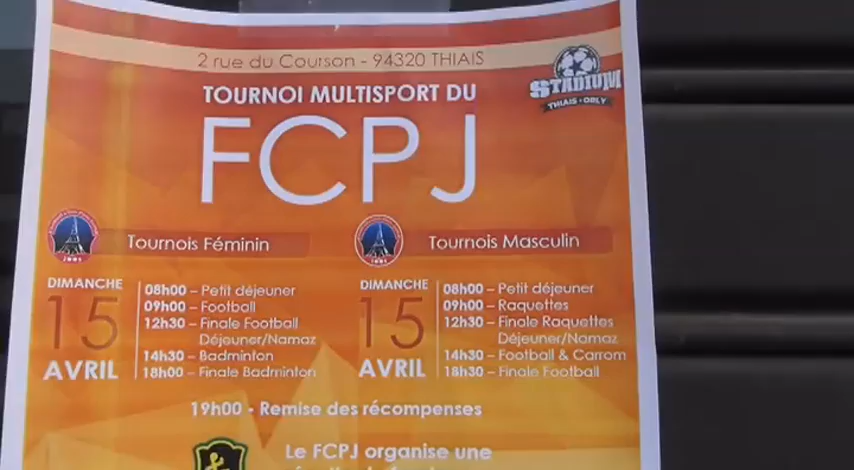 2 rue du Courson - 94320 THIAIS
STADIUM
THIAIS - ORLY
TOURNOI MULTISPORT DU
FCPJ
Tournois Féminin
DIMANCHE
15
AVRIL
08h00 – Petit déjeuner
09h00 – Football
12h30 – Finale Football
Déjeuner/Namaz
14h30 – Badminton
18h00 – Finale Badminton
Tournois Masculin
DIMANCHE
15
AVRIL
08h00 – Petit déjeuner
09h00 – Raquettes
12h30 – Finale Raquettes
Déjeuner/Namaz
14h30 – Football & Carrom
18h30 – Finale Football
19h00 - Remise des récompenses
Le FCPJ organise une